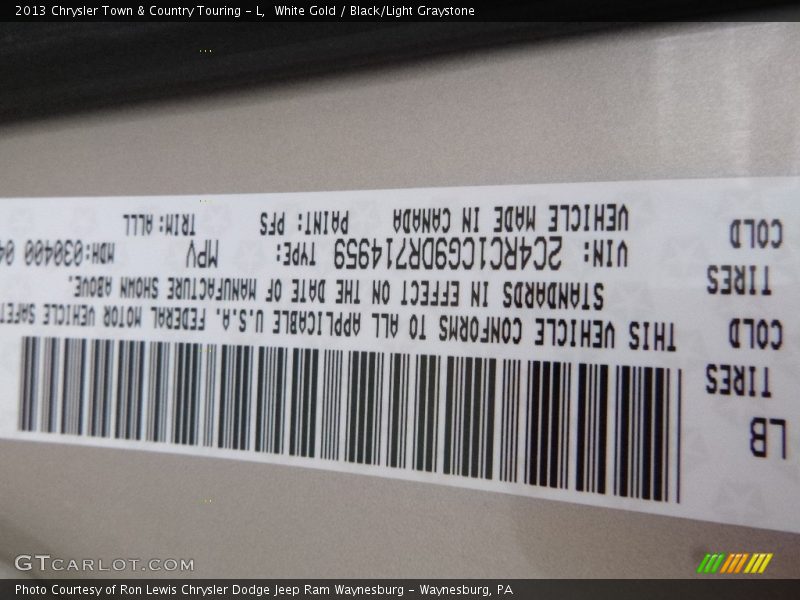 2013 Chrysler Town & Country Touring - L, White Gold / Black/Light Graystone
LB
TIRES
COLD
TIRES
COLD
THIS VEHICLE CONFORMS TO ALL APPLICABLE U.S.A. FEDERAL MOTOR VEHICLE SAFET
STANDARDS IN EFFECT ON THE DATE OF MANUFACTURE SHOWN ABOVE.
VIN: 2C4RC1CG9DR714959 TYPE: MPV MDH:030400 04
VEHICLE MADE IN CANADA PAINT: PFS TRIM: ALLL
GTCARLOT.COM
Photo Courtesy of Ron Lewis Chrysler Dodge Jeep Ram Waynesburg - Waynesburg, PA